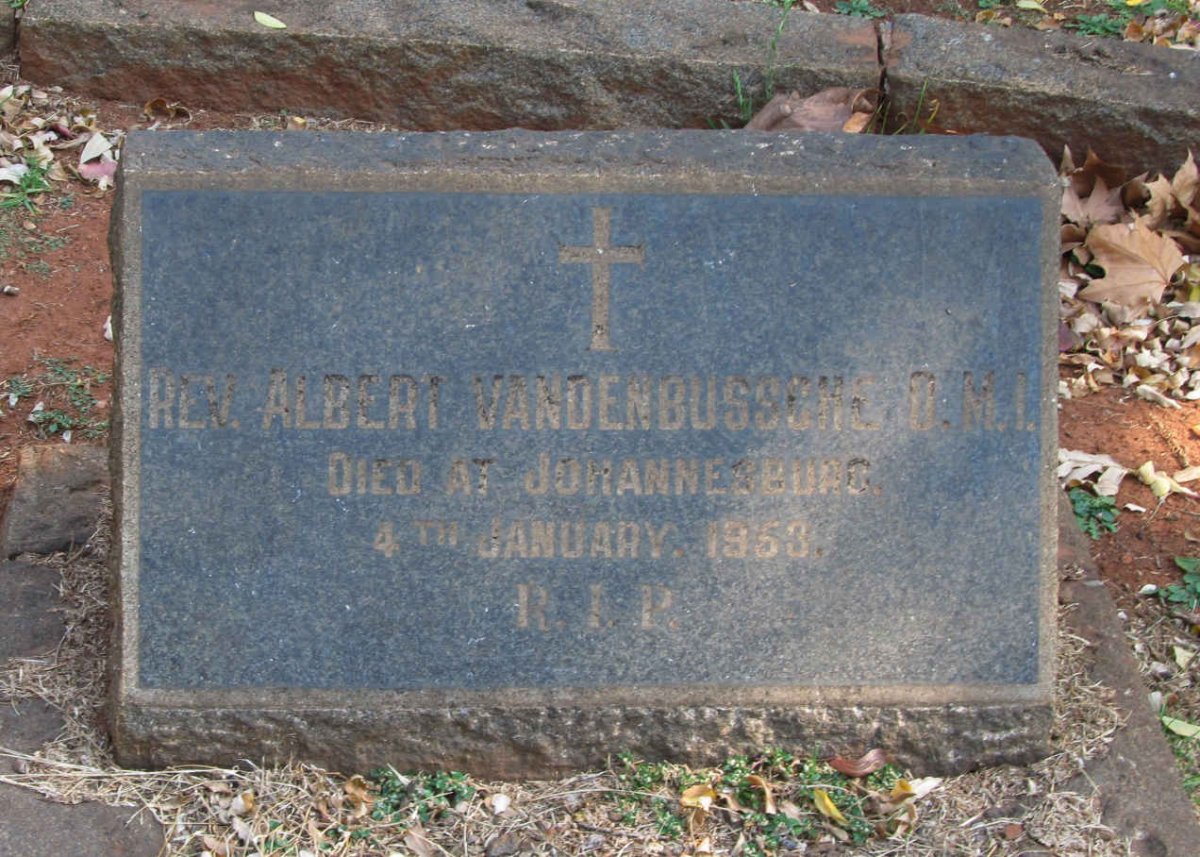 REV. ALBERT VANDENBUSSCHE O.M.I.
DIED AT JOHANNESBURG.
4TH JANUARY. 1953.
R.I.P.